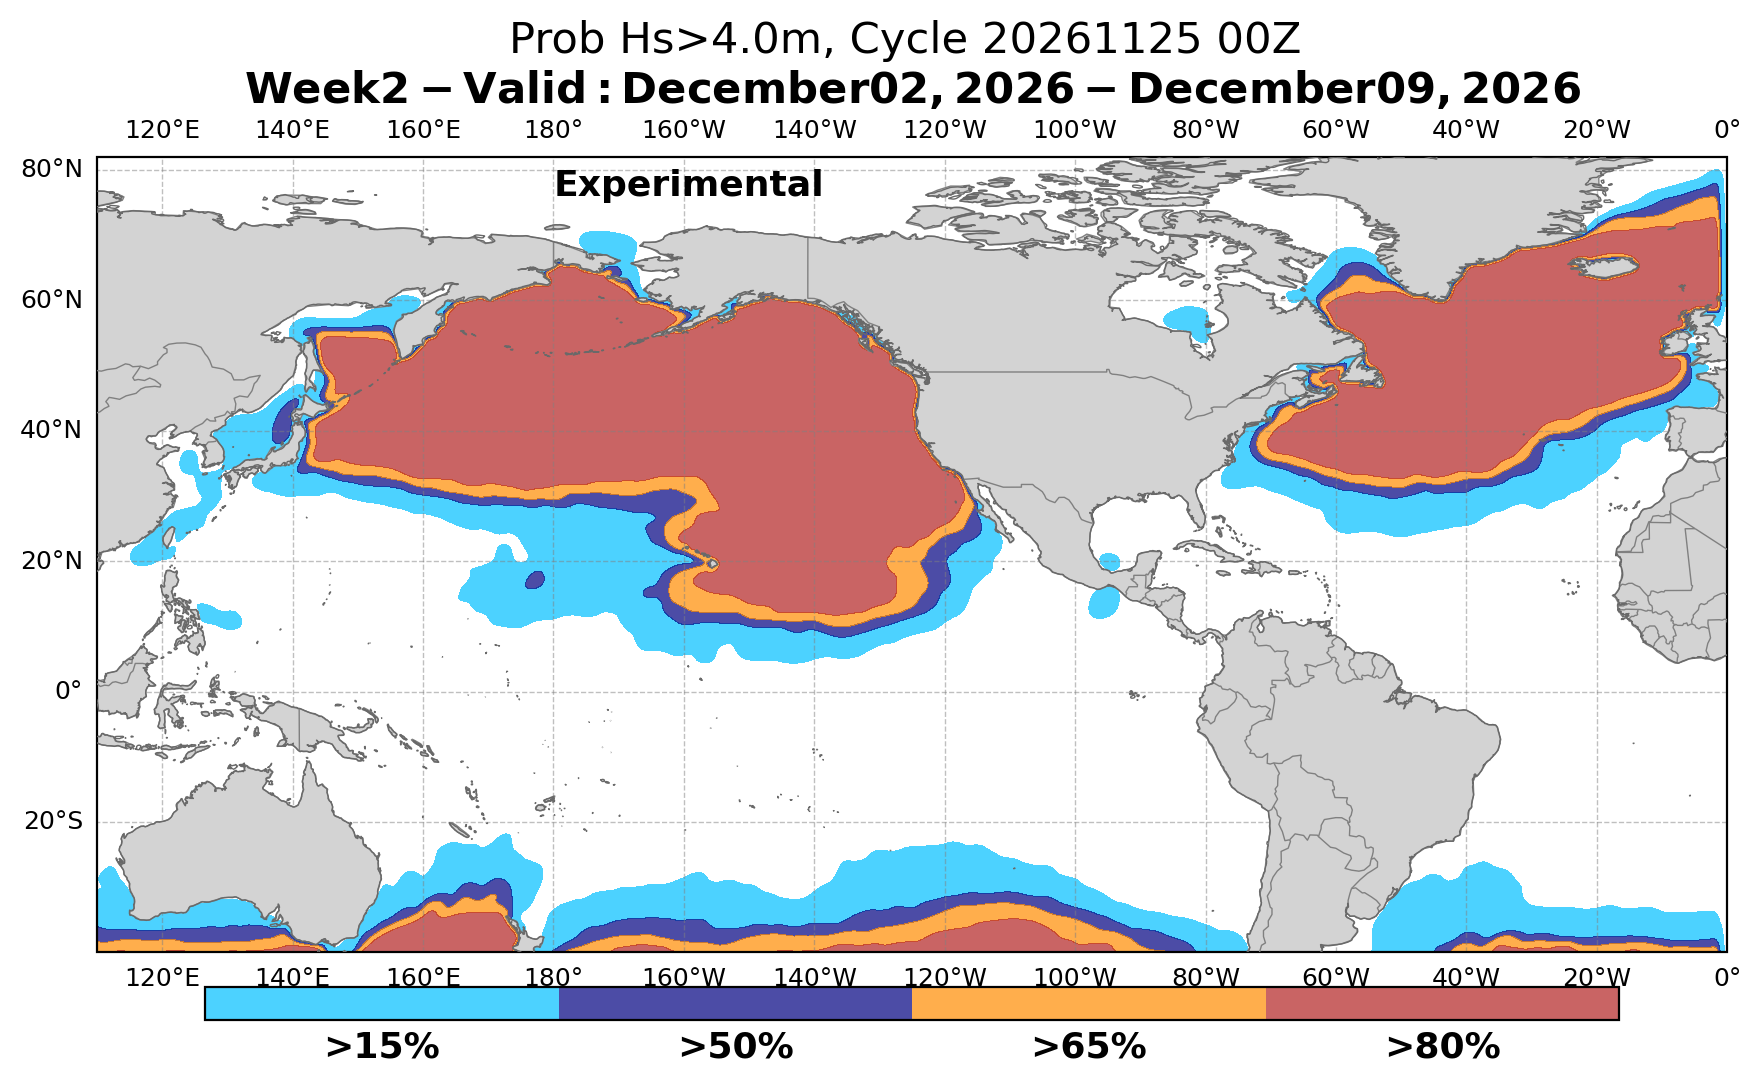 Prob Hs>4.0m, Cycle 20261125 00Z
Week2 – Valid : December02, 2026 – December09, 2026
120°E 140°E 160°E 180° 160°W 140°W 120°W 100°W 80°W 60°W 40°W 20°W 0°
80°N
Experimental
60°N
40°N
20°N
0°
20°S
120°E 140°E 160°E 180° 160°W 140°W 120°W 100°W 80°W 60°W 40°W 20°W 0°
>15% >50% >65% >80%